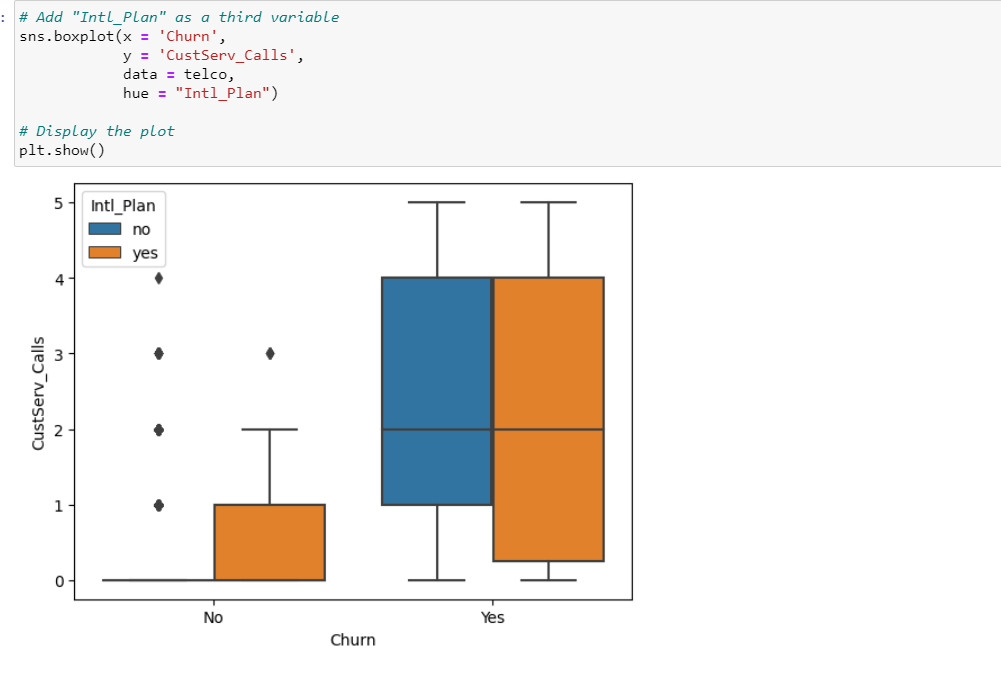 :
# Add "Intl_Plan" as a third variable
sns.boxplot(x = 'Churn',
y = 'CustServ_Calls',
data = telco,
hue = "Intl_Plan")
# Display the plot
plt.show()
Intl_Plan
no
yes
5
4
3
2
1
0
CustServ_Calls
No
Yes
Churn